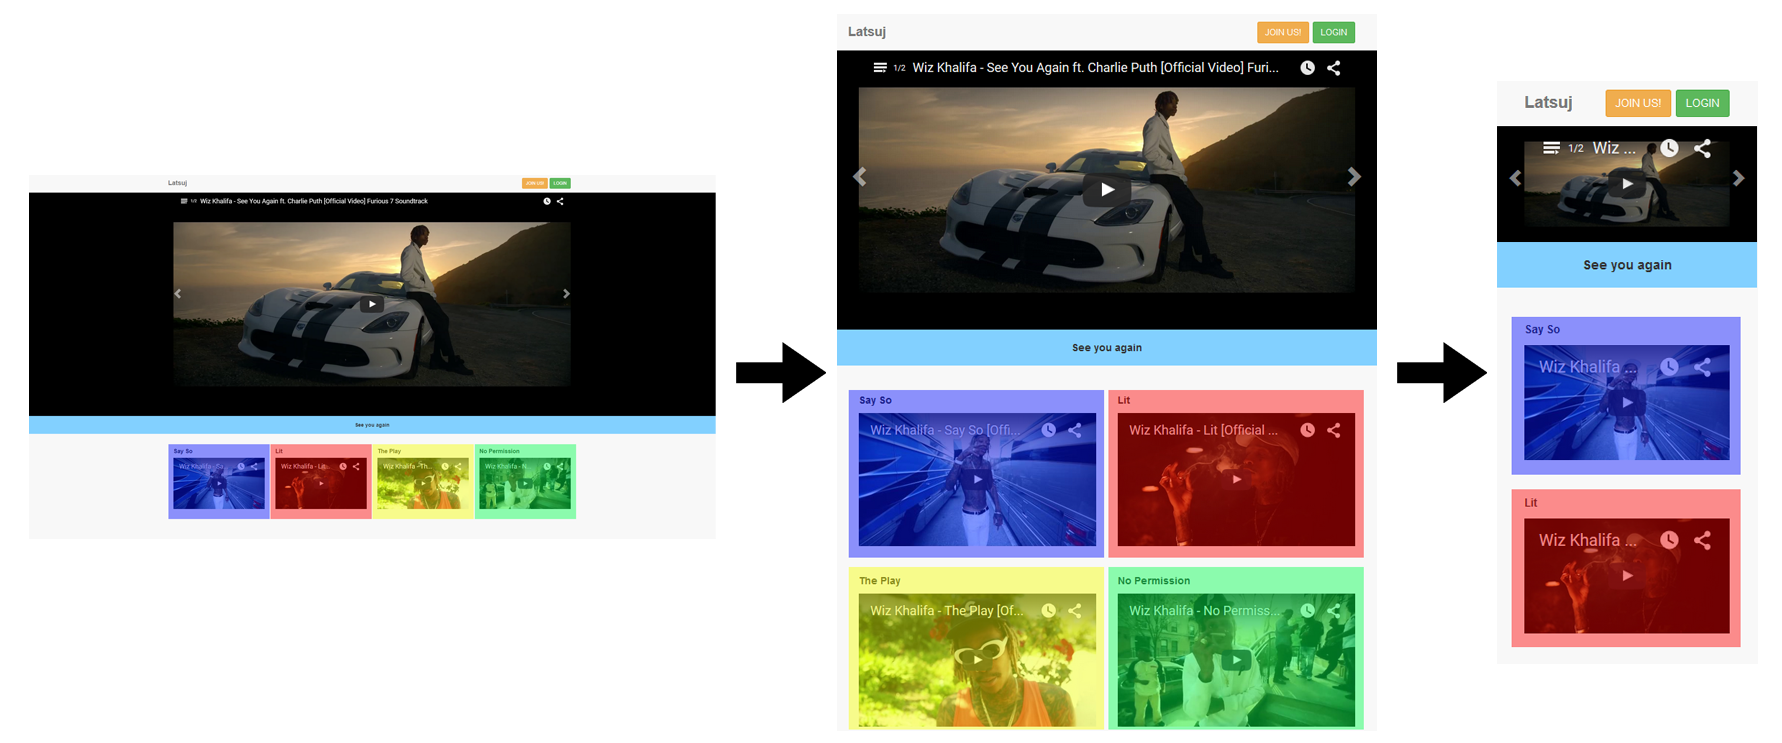 Latsuj JOIN US! LOGIN
1/2 Wiz Khalifa - See You Again ft. Charlie Puth [Official Video] Furious 7 Soundtrack
See you again
Say So Lit The Play No Permission
Wiz Khalifa - Sa... Wiz Khalifa - Lit... Wiz Khalifa - Th... Wiz Khalifa - N...
Latsuj JOIN US! LOGIN
1/2 Wiz Khalifa - See You Again ft. Charlie Puth [Official Video] Furi...
See you again
Say So Lit
Wiz Khalifa - Say So [Offi... Wiz Khalifa - Lit [Official ...
The Play No Permission
Wiz Khalifa - The Play [Of... Wiz Khalifa - No Permiss...
Latsuj JOIN US! LOGIN
1/2 Wiz ...
See you again
Say So
Wiz Khalifa ...
Lit
Wiz Khalifa ...